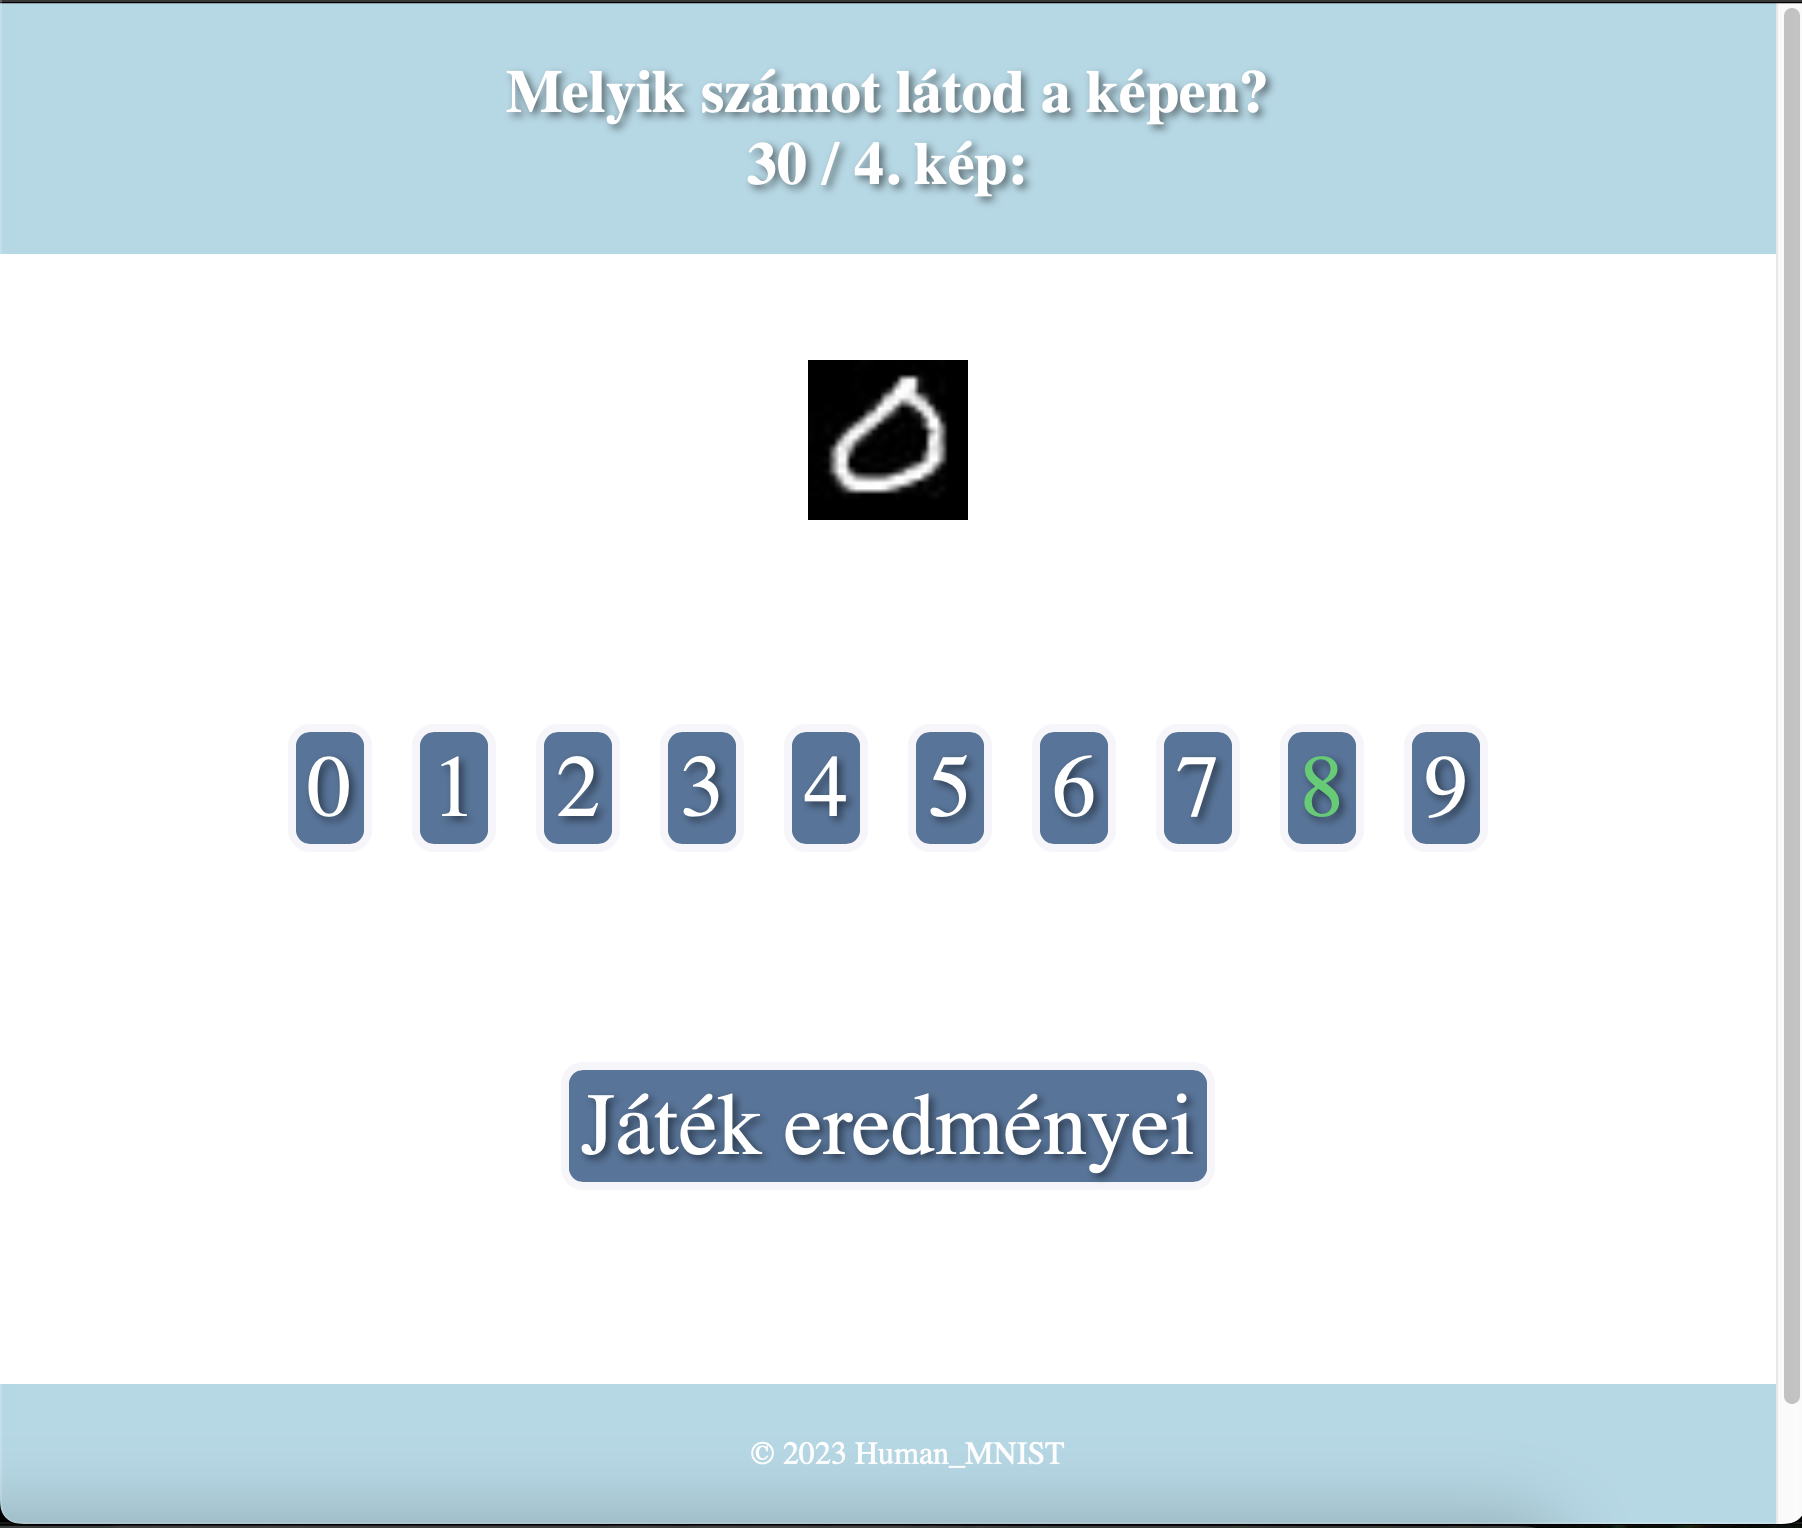 Melyik számot látod a képen?
30 / 4. kép:
0
0 1 2 3 4 5 6 7 8 9
Játék eredményei
© 2023 Human_MNIST